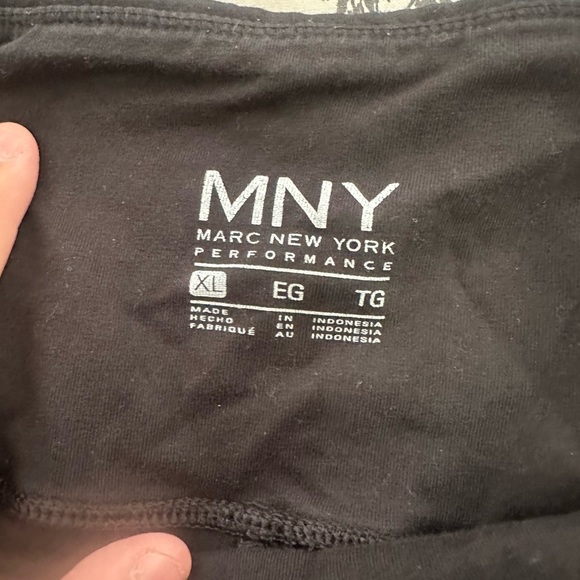 MNY
MARC NEW YORK
PERFORMANCE
XL EG TG
MADE IN INDONESIA
HECHO EN INDONESIA
FABRIQUÉ AU INDONESIA